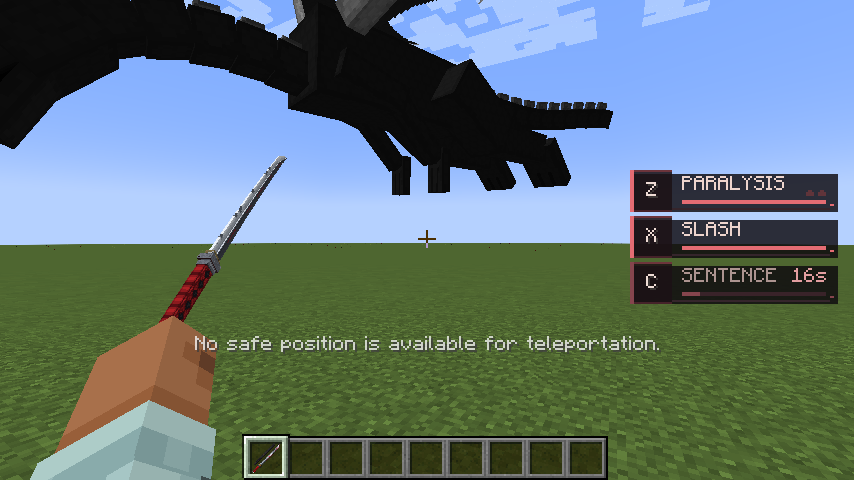 Z PARALYSIS
X SLASH
C SENTENCE 16s
No safe position is available for teleportation.